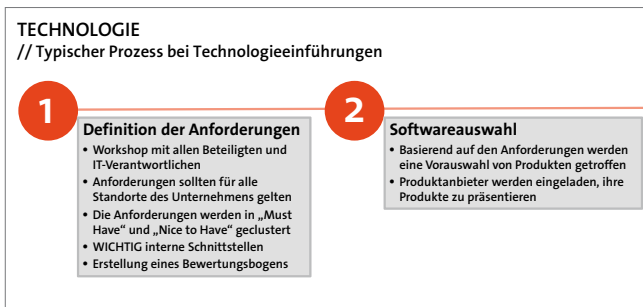 TECHNOLOGIE
// Typischer Prozess bei Technologieeinführungen
1
Definition der Anforderungen
• Workshop mit allen Beteiligten und
IT-Verantwortlichen
• Anforderungen sollten für alle
Standorte des Unternehmens gelten
• Die Anforderungen werden in „Must
Have“ und „Nice to Have“ geclustert
• WICHTIG interne Schnittstellen
• Erstellung eines Bewertungsbogens
2
Softwareauswahl
• Basierend auf den Anforderungen werden
eine Vorauswahl von Produkten getroffen
• Produktanbieter werden eingeladen, ihre
Produkte zu präsentieren